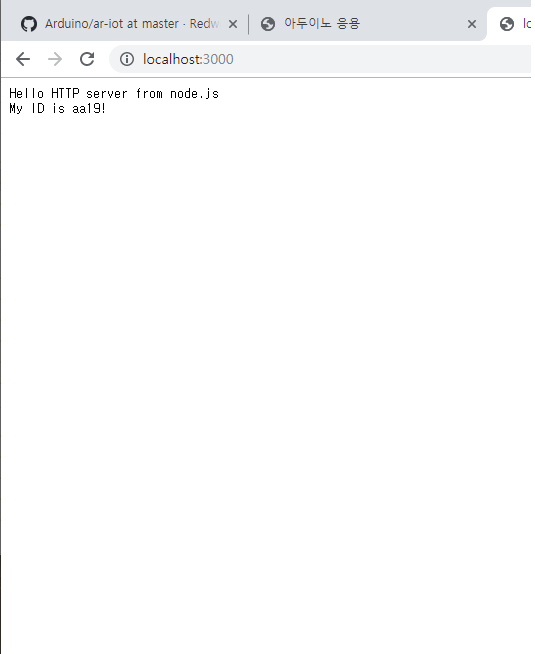 Arduino/ar-iot at master · Redw
아두이노 응용
lo
localhost:3000
Hello HTTP server from node.js
My ID is aa19!